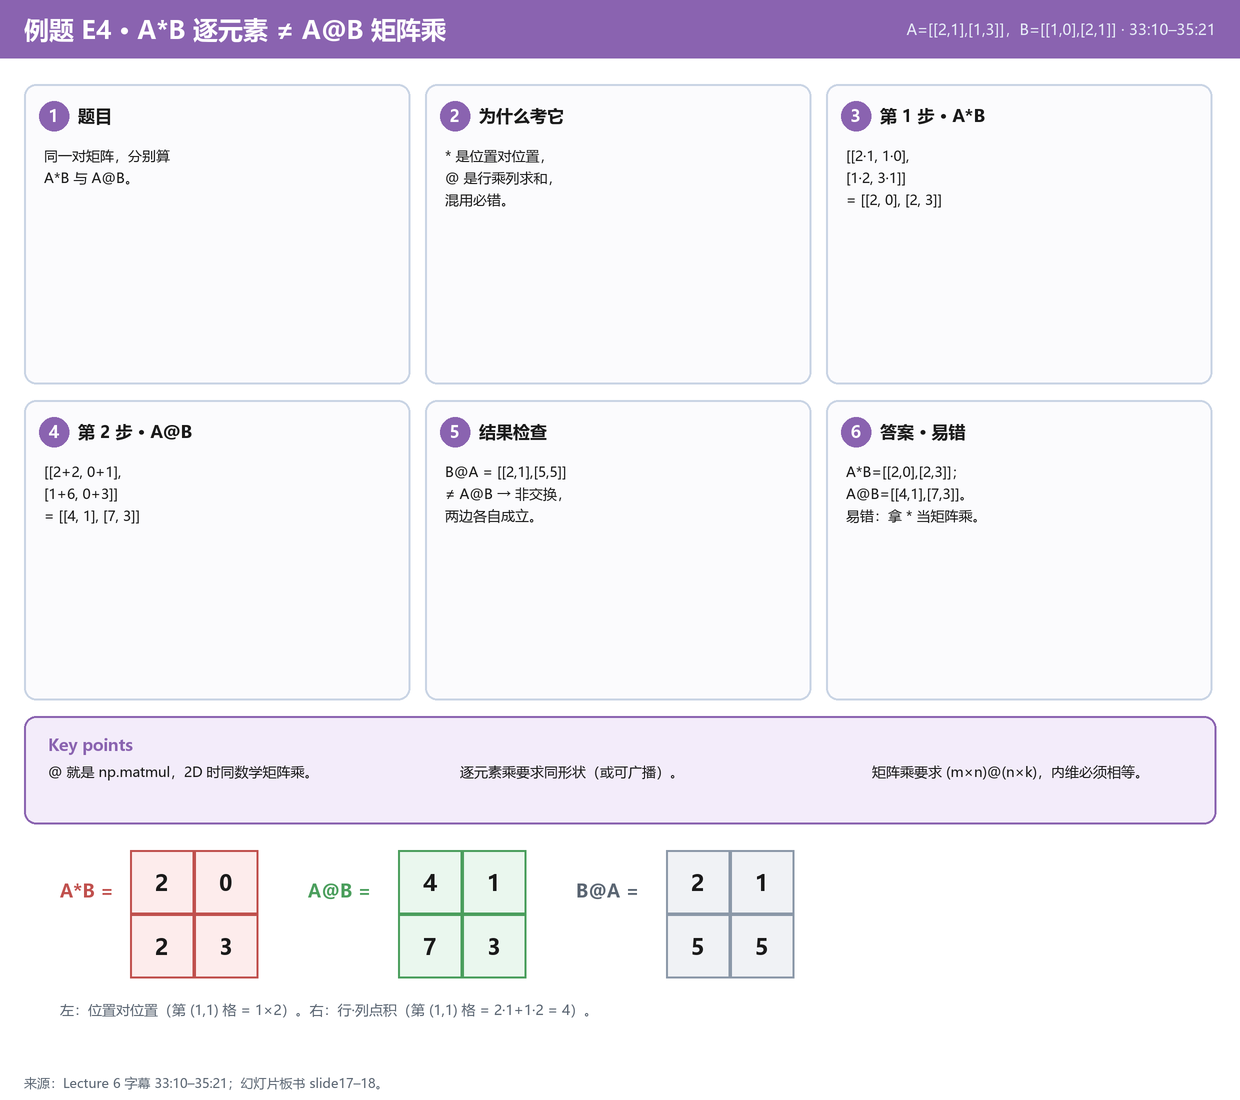 例题 E4 • A*B 逐元素 ≠ A@B 矩阵乘
A=[[2,1],[1,3]]，B=[[1,0],[2,1]] · 33:10–35:21
1 题目
同一对矩阵，分别算
A*B 与 A@B。
2 为什么考它
* 是位置对位置，
@ 是行乘列求和，
混用必错。
3 第 1 步 • A*B
[[2·1, 1·0],
[1·2, 3·1]]
= [[2, 0], [2, 3]]
4 第 2 步 • A@B
[[2+2, 0+1],
[1+6, 0+3]]
= [[4, 1], [7, 3]]
5 结果检查
B@A = [[2,1],[5,5]]
≠ A@B → 非交换，
两边各自成立。
6 答案 • 易错
A*B=[[2,0],[2,3]]；
A@B=[[4,1],[7,3]]。
易错：拿 * 当矩阵乘。
Key points
@ 就是 np.matmul，2D 时同数学矩阵乘。
逐元素乘要求同形状（或可广播）。
矩阵乘要求 (m×n)@(n×k)，内维必须相等。
A*B =
2 0
2 3
A@B =
4 1
7 3
B@A =
2 1
5 5
左：位置对位置（第 (1,1) 格 = 1×2）。右：行·列点积（第 (1,1) 格 = 2·1+1·2 = 4）。
来源：Lecture 6 字幕 33:10–35:21；幻灯片板书 slide17–18。